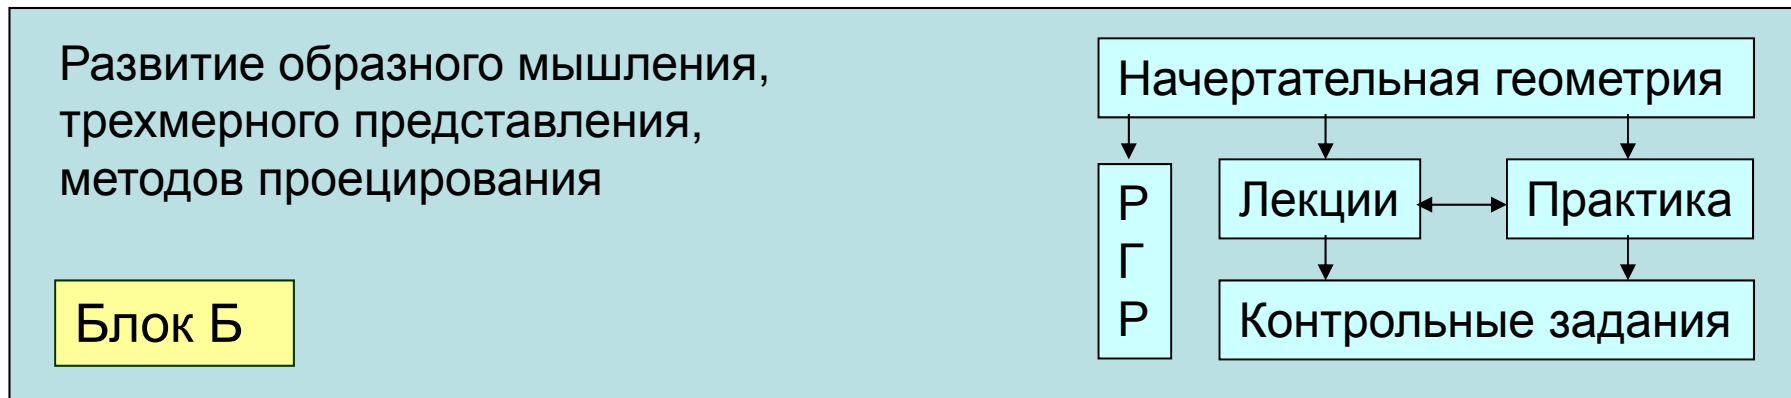 Развитие образного мышления,
трехмерного представления,
методов проецирования
Блок Б
Начертательная геометрия
Р
Г
Р
Лекции
Практика
Контрольные задания